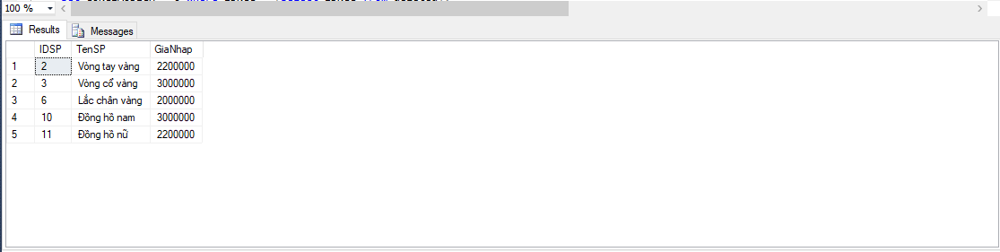 100 %
Results Messages
IDSP TenSP GiaNhap
1 2 Vòng tay vàng 2200000
2 3 Vòng cổ vàng 3000000
3 6 Lắc chân vàng 2000000
4 10 Đồng hồ nam 3000000
5 11 Đồng hồ nữ 2200000